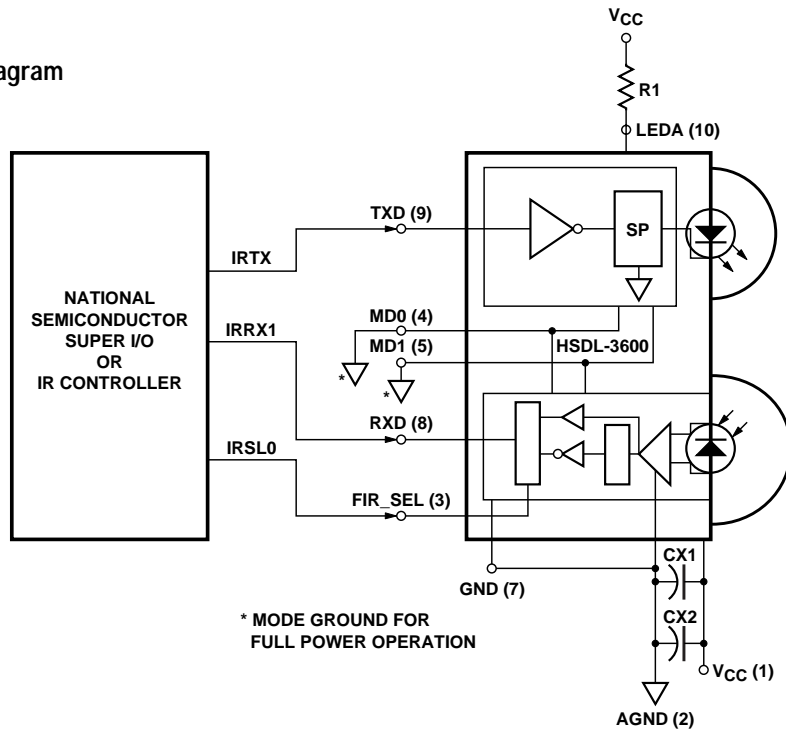 V_CC
agram
R1
LEDA (10)
TXD (9)
SP
IRTX
NATIONAL
SEMICONDUCTOR
SUPER I/O
OR
IR CONTROLLER
MD0 (4)
MD1 (5)
HSDL-3600
IRRX1
*
*
RXD (8)
IRSL0
FIR_SEL (3)
CX1
GND (7)
* MODE GROUND FOR
FULL POWER OPERATION
CX2
V_CC (1)
AGND (2)